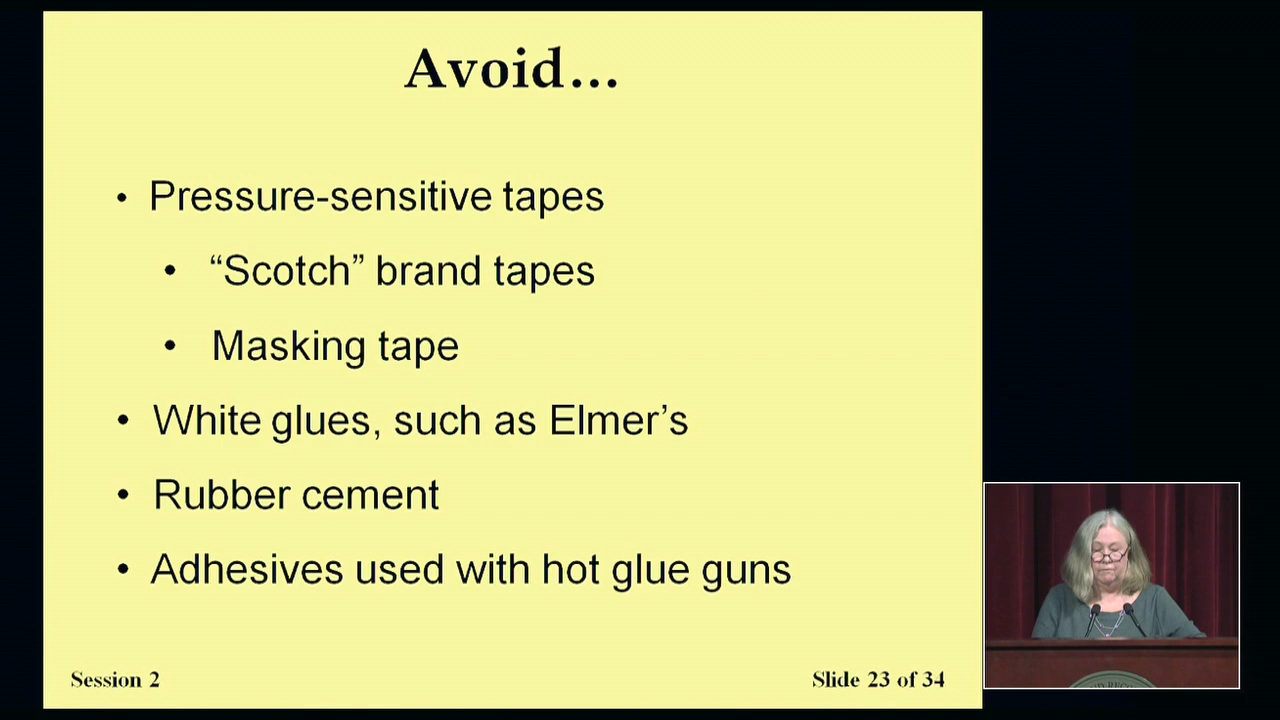 Avoid...
• Pressure-sensitive tapes
• “Scotch” brand tapes
• Masking tape
• White glues, such as Elmer’s
• Rubber cement
• Adhesives used with hot glue guns
Session 2
Slide 23 of 34